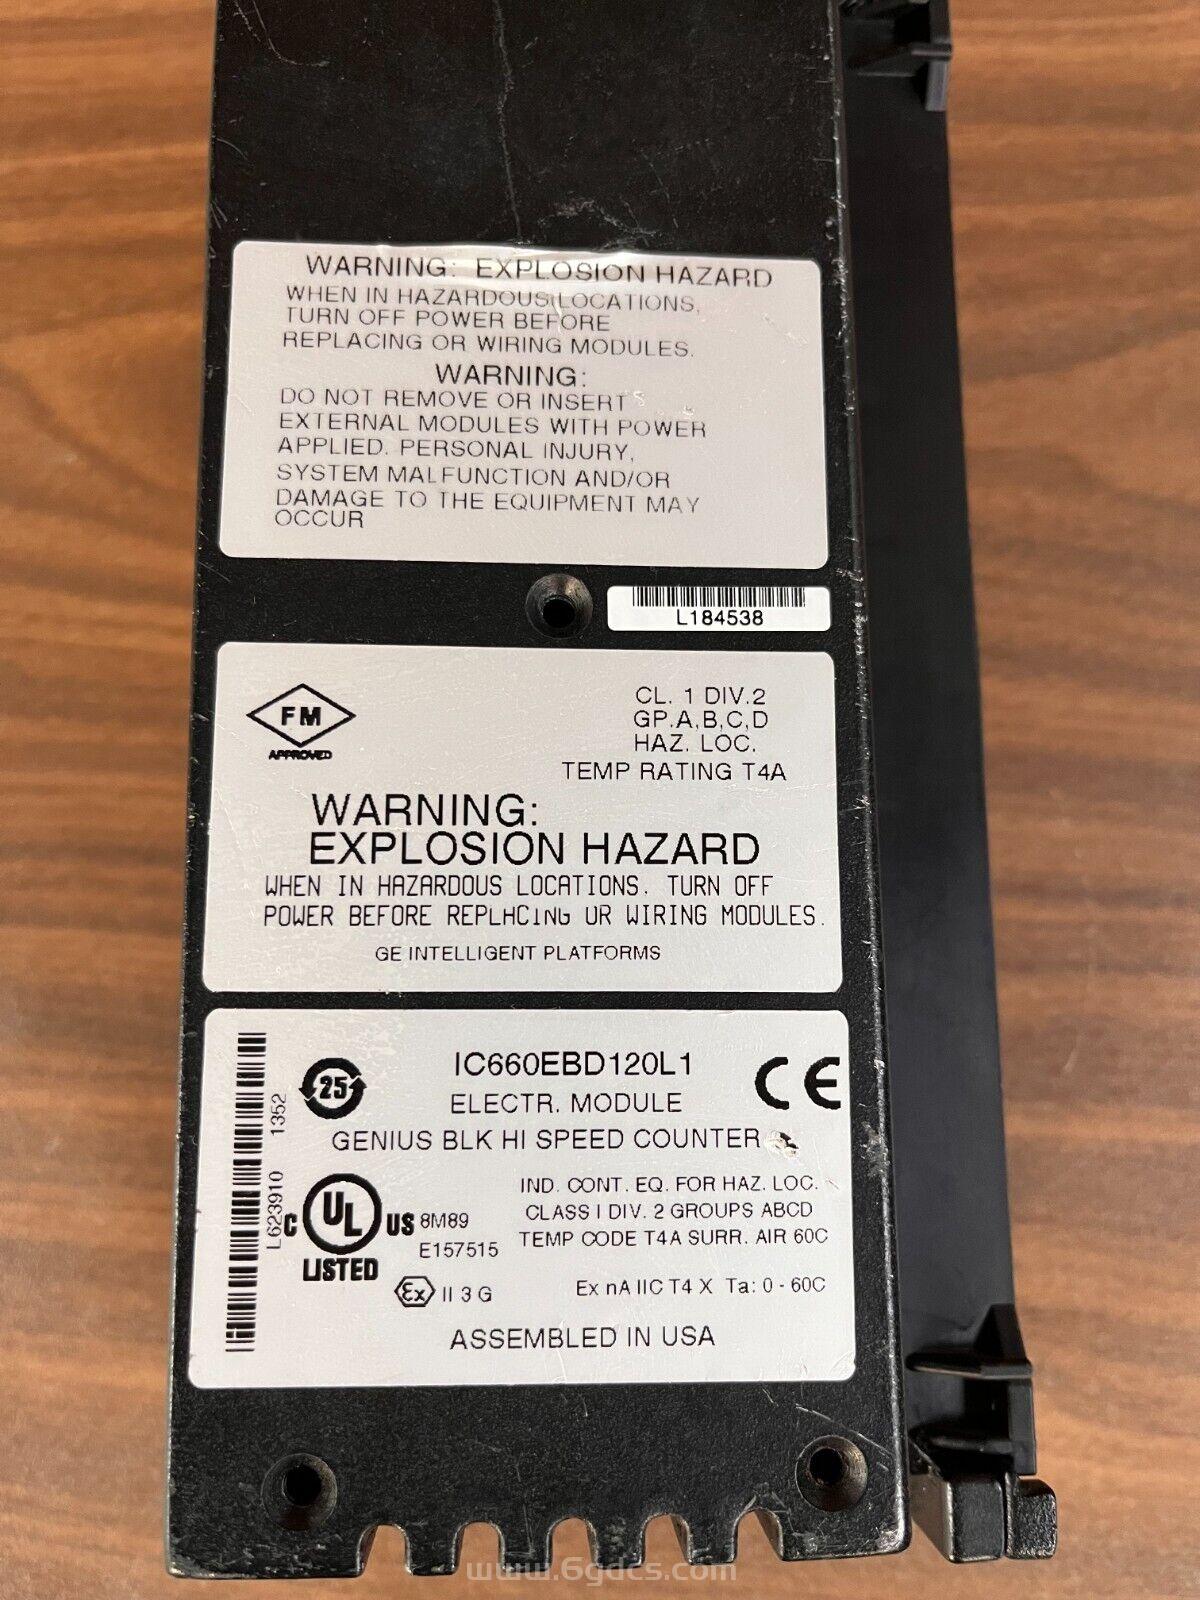 WARNING: EXPLOSION HAZARD
WHEN IN HAZARDOUS LOCATIONS,
TURN OFF POWER BEFORE
REPLACING OR WIRING MODULES.
WARNING:
DO NOT REMOVE OR INSERT
EXTERNAL MODULES WITH POWER
APPLIED. PERSONAL INJURY,
SYSTEM MALFUNCTION AND/OR
DAMAGE TO THE EQUIPMENT MAY
OCCUR
L184538
FM
APPROVED
CL. 1 DIV.2
GP.A,B,C,D
HAZ. LOC.
TEMP RATING T4A
WARNING:
EXPLOSION HAZARD
WHEN IN HAZARDOUS LOCATIONS. TURN OFF
POWER BEFORE REPLACING OR WIRING MODULES.
GE INTELLIGENT PLATFORMS
L623910 1352
25
IC660EBD120L1
CE
ELECTR. MODULE
GENIUS BLK HI SPEED COUNTER
C UL US
LISTED
8M89
E157515
IND. CONT. EQ. FOR HAZ. LOC.
CLASS I DIV. 2 GROUPS ABCD
TEMP CODE T4A SURR. AIR 60C
Ex II 3 G
Ex nA IIC T4 X Ta: 0 - 60C
ASSEMBLED IN USA
www.6gdcs.com